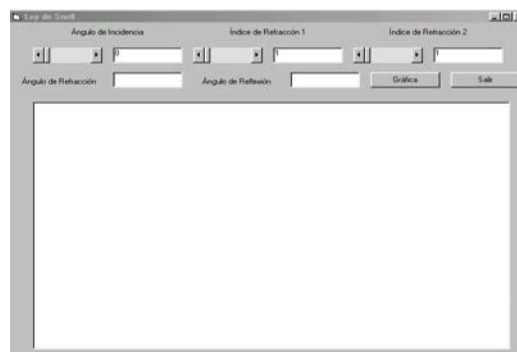 Ley de Snell
Ángulo de Incidencia Índice de Refracción 1 Índice de Refracción 2
0 1 1
Ángulo de Refracción Ángulo de Reflexión Gráfica Salir